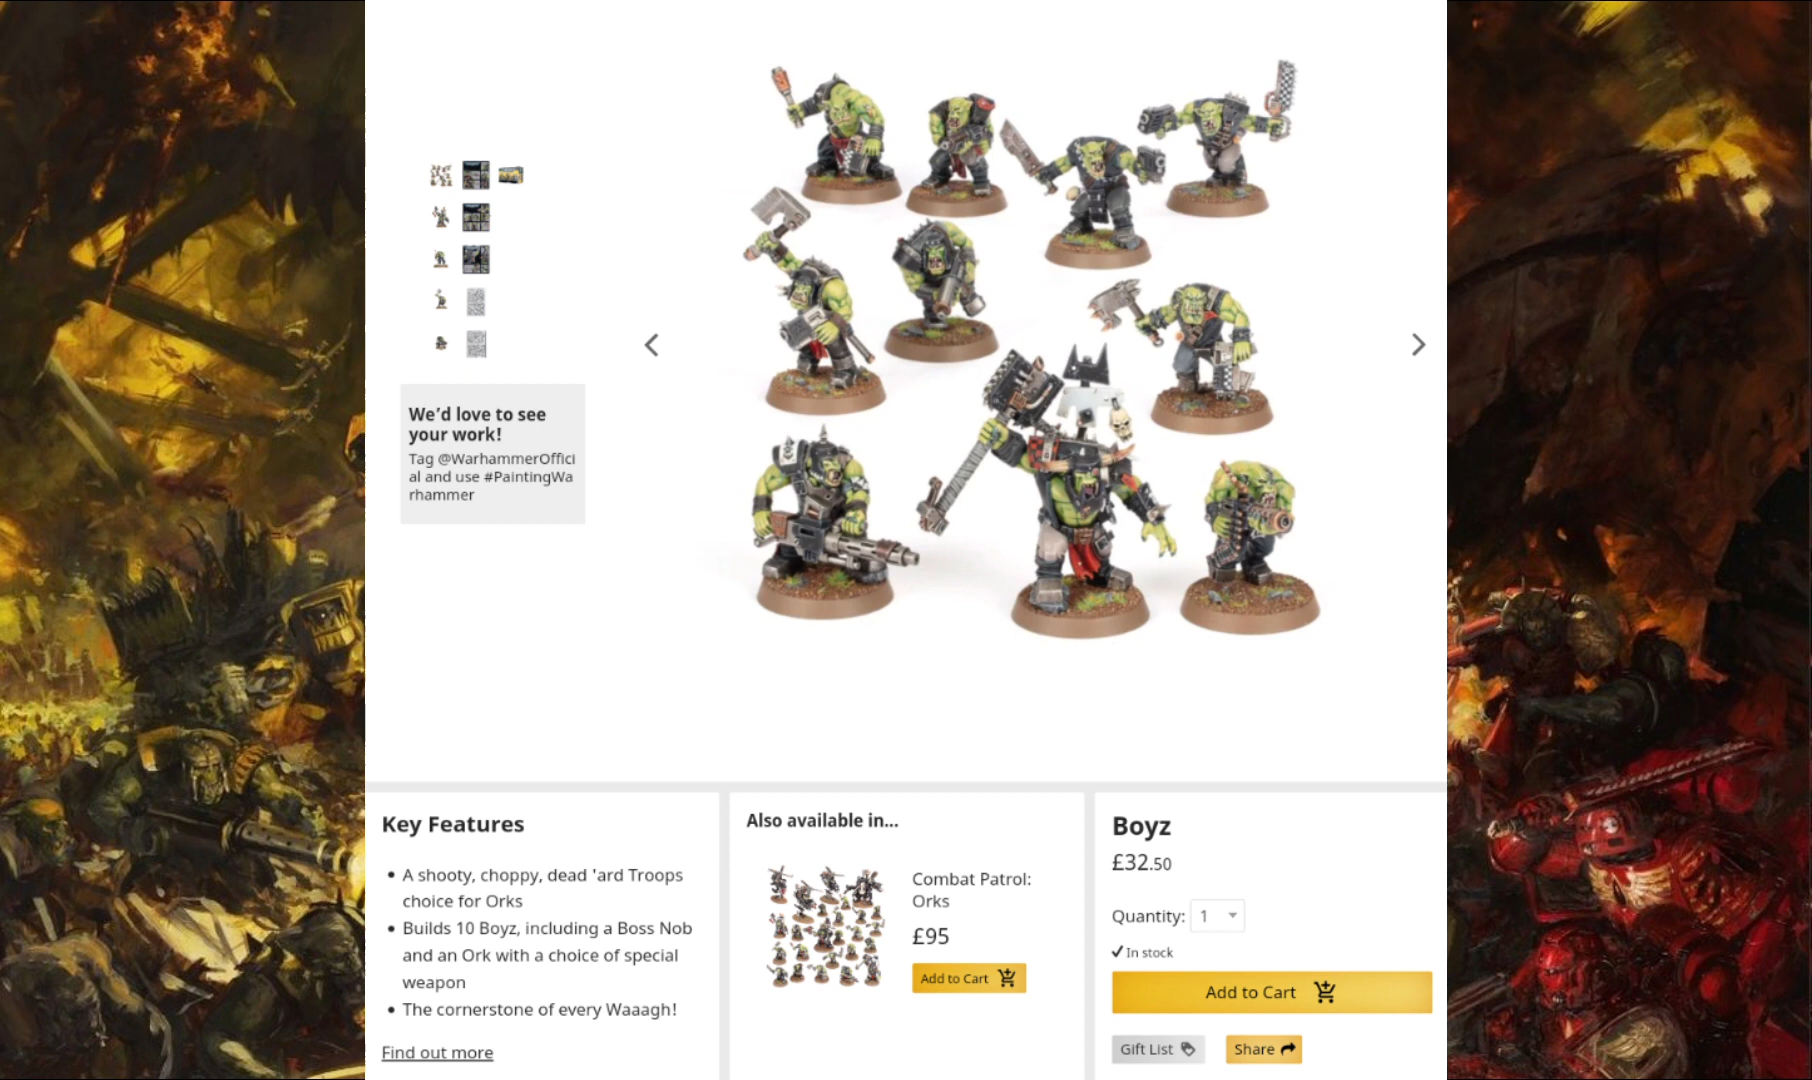 We’d love to see
your work!
Tag @WarhammerOffici
al and use #PaintingWa
rhammer
Key Features
• A shooty, choppy, dead 'ard Troops
choice for Orks
• Builds 10 Boyz, including a Boss Nob
and an Ork with a choice of special
weapon
• The cornerstone of every Waaagh!
Find out more
Also available in...
Combat Patrol:
Orks
£95
Add to Cart
Boyz
£32.50
Quantity: 1
In stock
Add to Cart
Gift List
Share